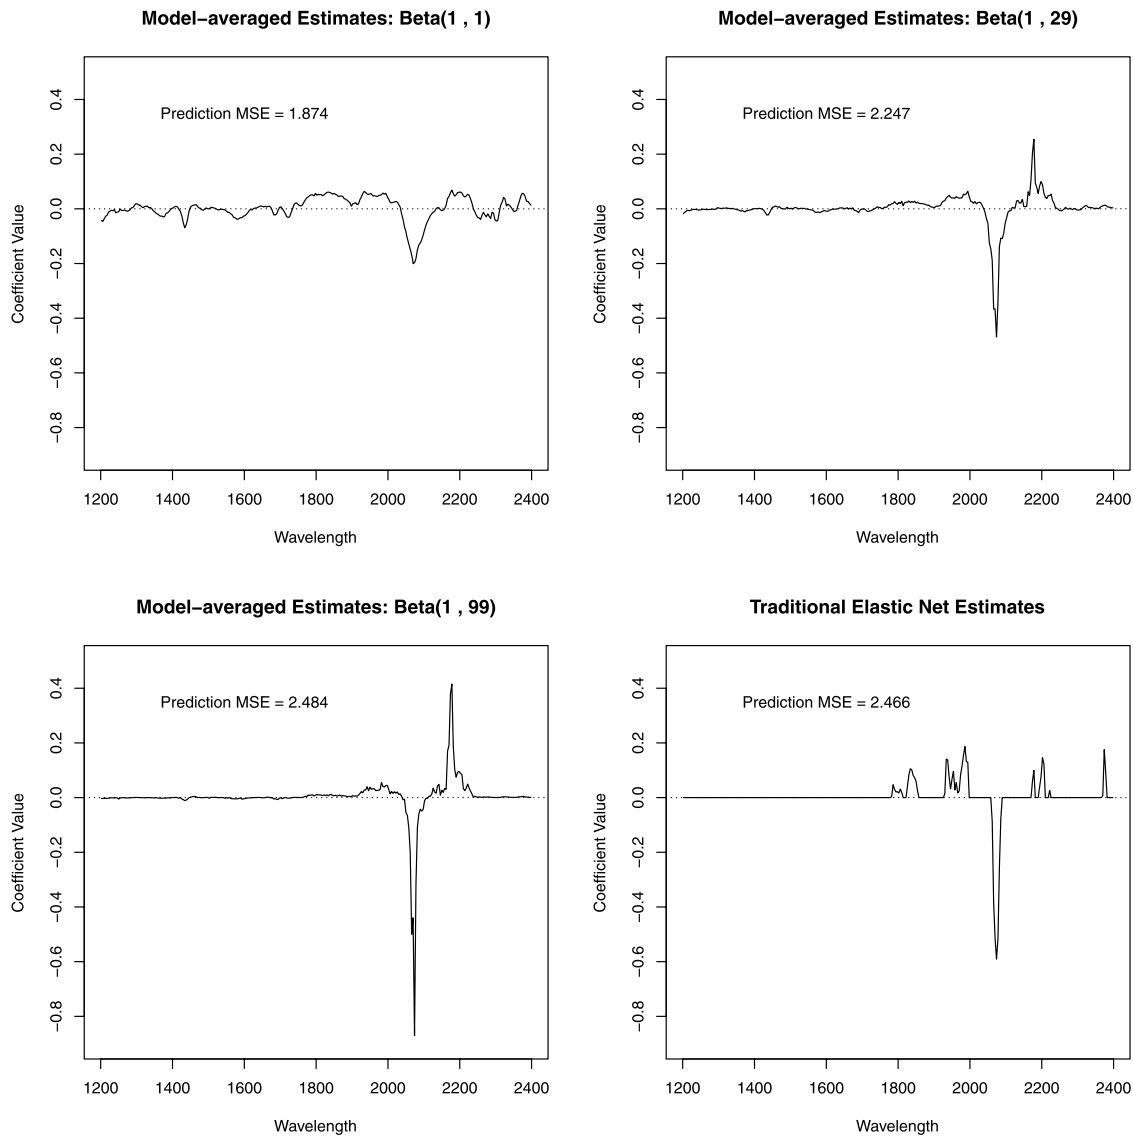 Model−averaged Estimates: Beta(1 , 1)
Prediction MSE = 1.874
Coefficient Value
0.4
0.2
0.0
−0.2
−0.4
−0.6
−0.8
1200 1400 1600 1800 2000 2200 2400
Wavelength
Model−averaged Estimates: Beta(1 , 29)
Prediction MSE = 2.247
Coefficient Value
0.4
0.2
0.0
−0.2
−0.4
−0.6
−0.8
1200 1400 1600 1800 2000 2200 2400
Wavelength
Model−averaged Estimates: Beta(1 , 99)
Prediction MSE = 2.484
Coefficient Value
0.4
0.2
0.0
−0.2
−0.4
−0.6
−0.8
1200 1400 1600 1800 2000 2200 2400
Wavelength
Traditional Elastic Net Estimates
Prediction MSE = 2.466
Coefficient Value
0.4
0.2
0.0
−0.2
−0.4
−0.6
−0.8
1200 1400 1600 1800 2000 2200 2400
Wavelength